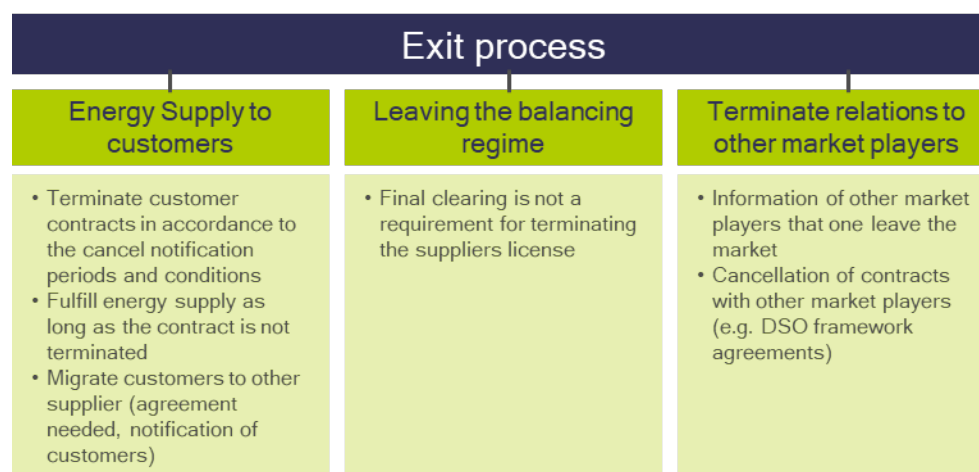 Exit process
Energy Supply to
customers
• Terminate customer
contracts in accordance to
the cancel notification
periods and conditions
• Fulfill energy supply as
long as the contract is not
terminated
• Migrate customers to other
supplier (agreement
needed, notification of
customers)
Leaving the balancing
regime
• Final clearing is not a
requirement for terminating
the suppliers license
Terminate relations to
other market players
• Information of other market
players that one leave the
market
• Cancellation of contracts
with other market players
(e.g. DSO framework
agreements)